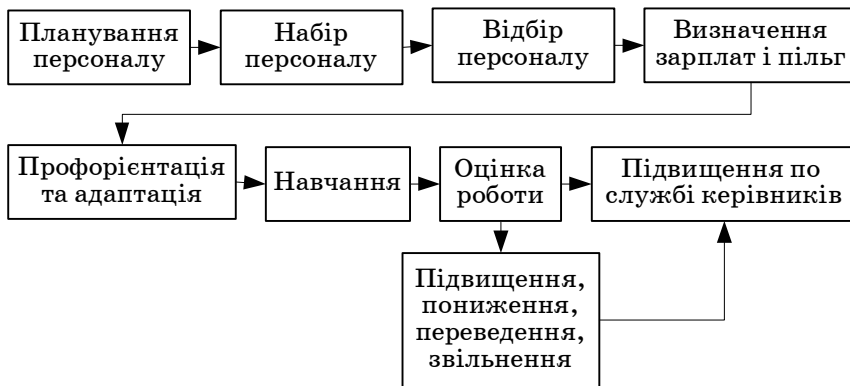 Планування
персоналу
Набір
персоналу
Відбір
персоналу
Визначення
зарплат і пільг
Профорієнтація
та адаптація
Навчання
Оцінка
роботи
Підвищення по
службі керівників
Підвищення,
пониження,
переведення,
звільнення